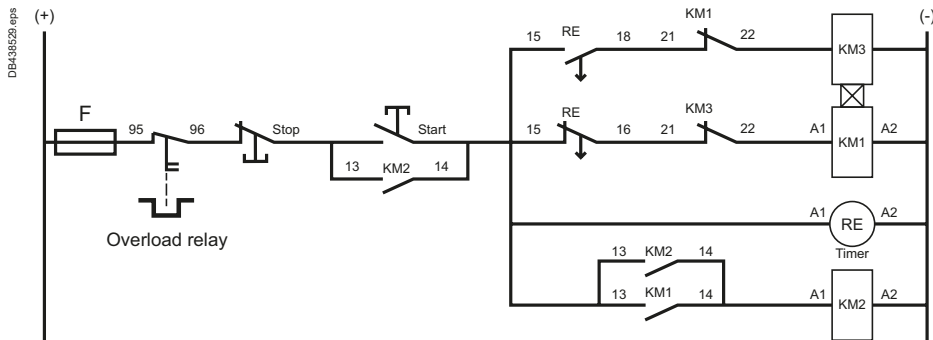 DB438529.eps
(+)
(-)
15 RE 18 21 KM1 22 KM3
F
95 96 Stop Start
13 KM2 14
Overload relay
15 RE 16 21 KM3 22 A1 KM1 A2
A1 RE A2
Timer
13 KM2 14
13 KM1 14 A1 KM2 A2